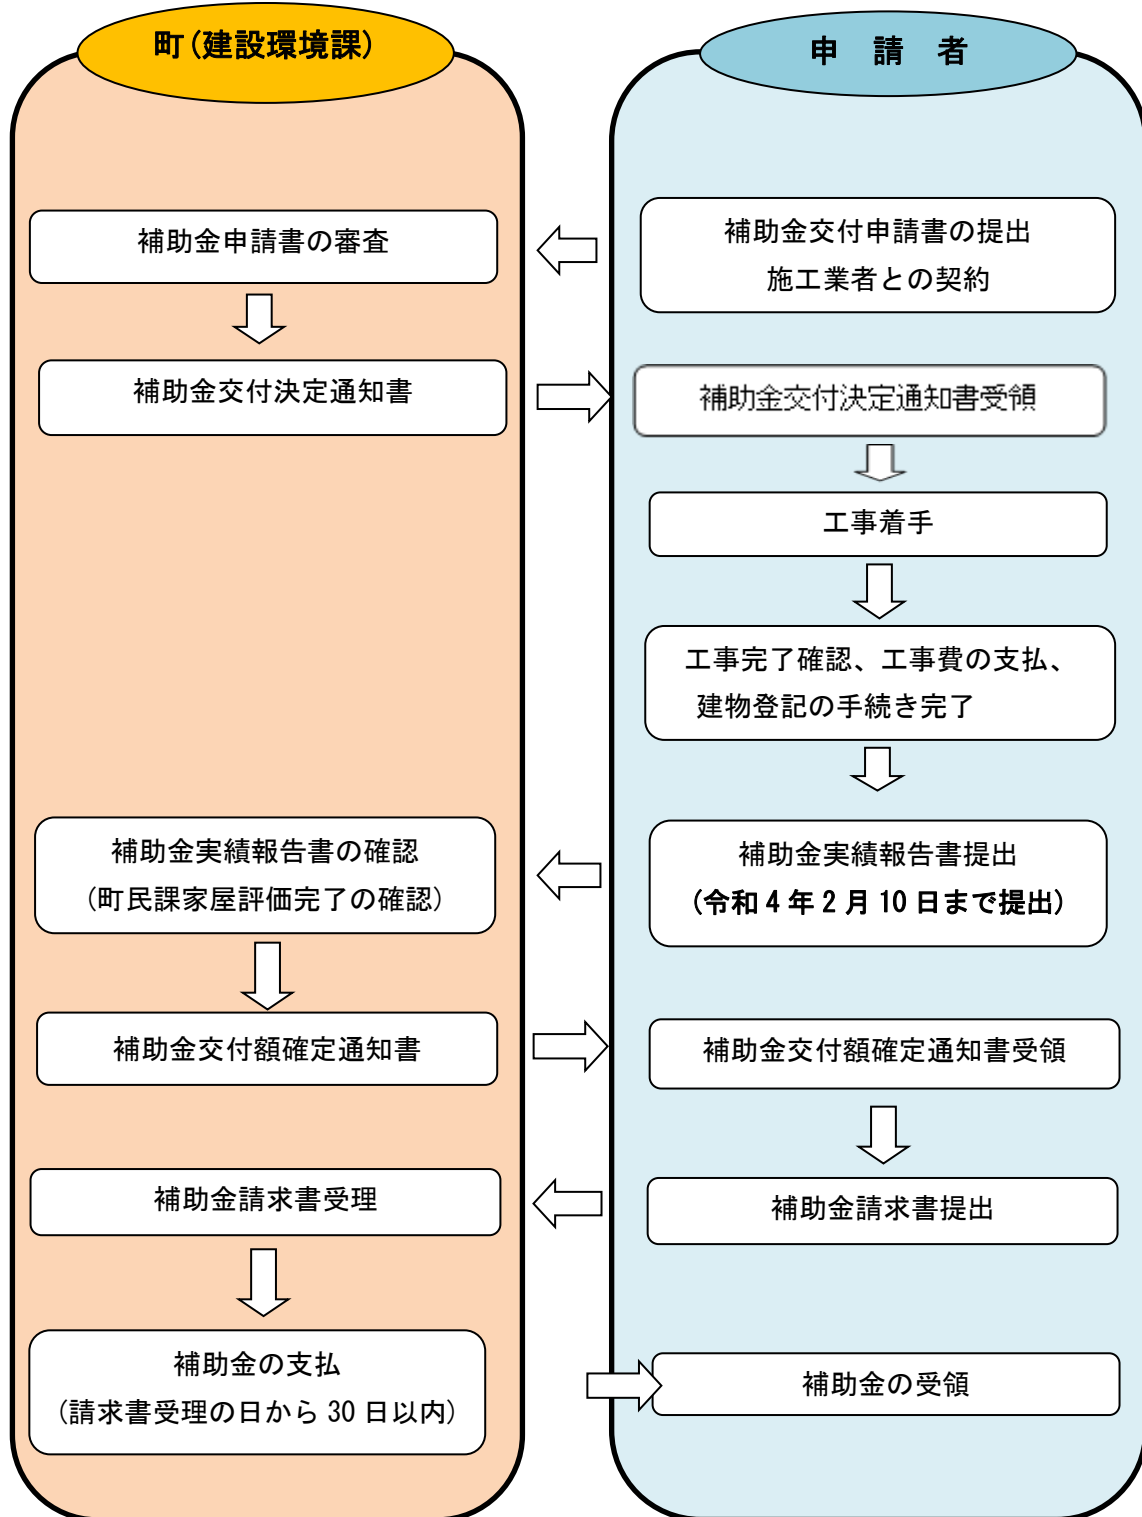 町(建設環境課)
申 請 者
補助金交付申請書の提出
施工業者との契約
補助金申請書の審査
補助金交付決定通知書
補助金交付決定通知書受領
工事着手
工事完了確認、工事費の支払、
建物登記の手続き完了
補助金実績報告書提出
(令和4年2月10日まで提出)
補助金実績報告書の確認
(町民課家屋評価完了の確認)
補助金交付額確定通知書
補助金交付額確定通知書受領
補助金請求書提出
補助金請求書受理
補助金の支払
(請求書受理の日から30日以内)
補助金の受領